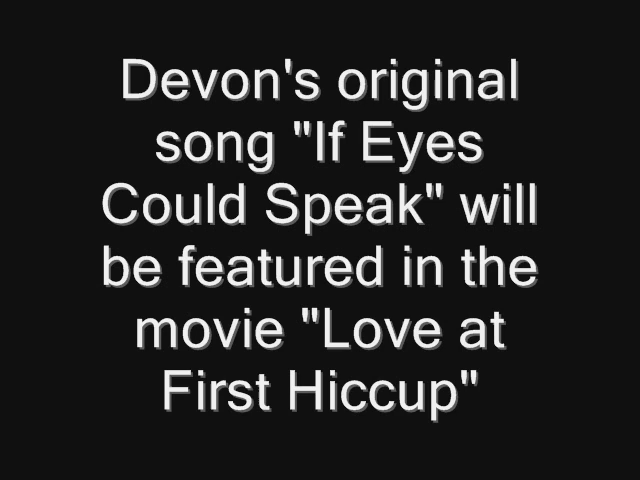 Devon's original
song "If Eyes
Could Speak" will
be featured in the
movie "Love at
First Hiccup"